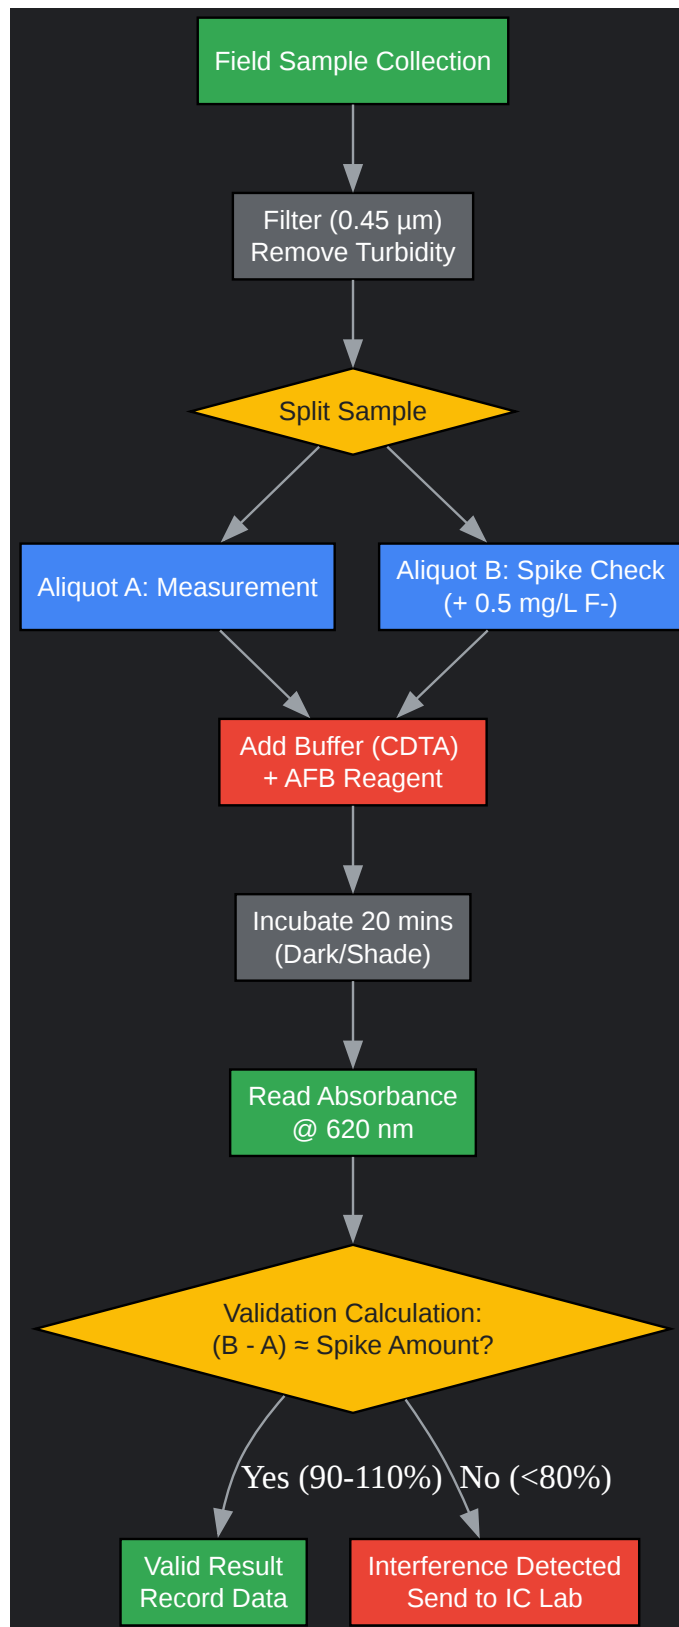 Field Sample Collection
Filter (0.45 µm)
Remove Turbidity
Split Sample
Aliquot A: Measurement
Aliquot B: Spike Check
(+ 0.5 mg/L F-)
Add Buffer (CDTA)
+ AFB Reagent
Incubate 20 mins
(Dark/Shade)
Read Absorbance
@ 620 nm
Validation Calculation:
(B - A) ≈ Spike Amount?
Yes (90-110%)
No (<80%)
Valid Result
Record Data
Interference Detected
Send to IC Lab